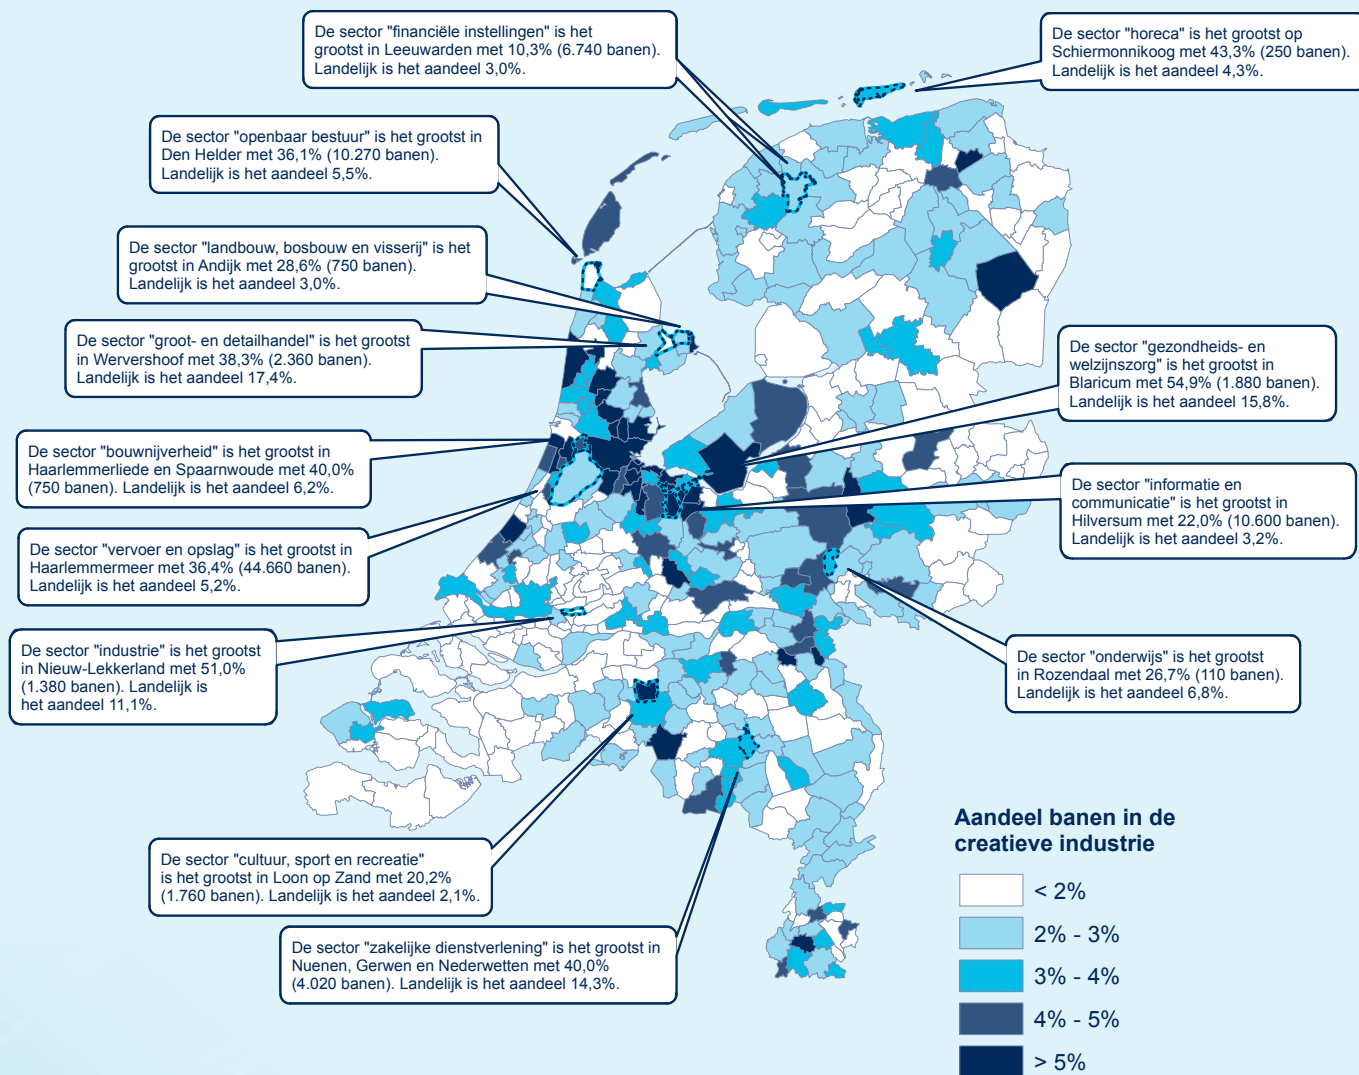 De sector "financiële instellingen" is het
grootst in Leeuwarden met 10,3% (6.740 banen).
Landelijk is het aandeel 3,0%.
De sector "horeca" is het grootst op
Schiermonnikoog met 43,3% (250 banen).
Landelijk is het aandeel 4,3%.
De sector "openbaar bestuur" is het grootst in
Den Helder met 36,1% (10.270 banen).
Landelijk is het aandeel 5,5%.
De sector "landbouw, bosbouw en visserij" is het
grootst in Andijk met 28,6% (750 banen).
Landelijk is het aandeel 3,0%.
De sector "groot- en detailhandel" is het grootst
in Wervershoof met 38,3% (2.360 banen).
Landelijk is het aandeel 17,4%.
De sector "gezondheids- en
welzijnszorg" is het grootst in
Blaricum met 54,9% (1.880 banen).
Landelijk is het aandeel 15,8%.
De sector "bouwnijverheid" is het grootst in
Haarlemmerliede en Spaarnwoude met 40,0%
(750 banen). Landelijk is het aandeel 6,2%.
De sector "informatie en
communicatie" is het grootst in
Hilversum met 22,0% (10.600 banen).
Landelijk is het aandeel 3,2%.
De sector "vervoer en opslag" is het grootst in
Haarlemmermeer met 36,4% (44.660 banen).
Landelijk is het aandeel 5,2%.
De sector "industrie" is het grootst
in Nieuw-Lekkerland met 51,0%
(1.380 banen). Landelijk is
het aandeel 11,1%.
De sector "onderwijs" is het grootst
in Rozendaal met 26,7% (110 banen).
Landelijk is het aandeel 6,8%.
De sector "cultuur, sport en recreatie"
is het grootst in Loon op Zand met 20,2%
(1.760 banen). Landelijk is het aandeel 2,1%.
De sector "zakelijke dienstverlening" is het grootst in
Nuenen, Gerwen en Nederwetten met 40,0%
(4.020 banen). Landelijk is het aandeel 14,3%.
Aandeel banen in de
creatieve industrie
< 2%
2% - 3%
3% - 4%
4% - 5%
> 5%